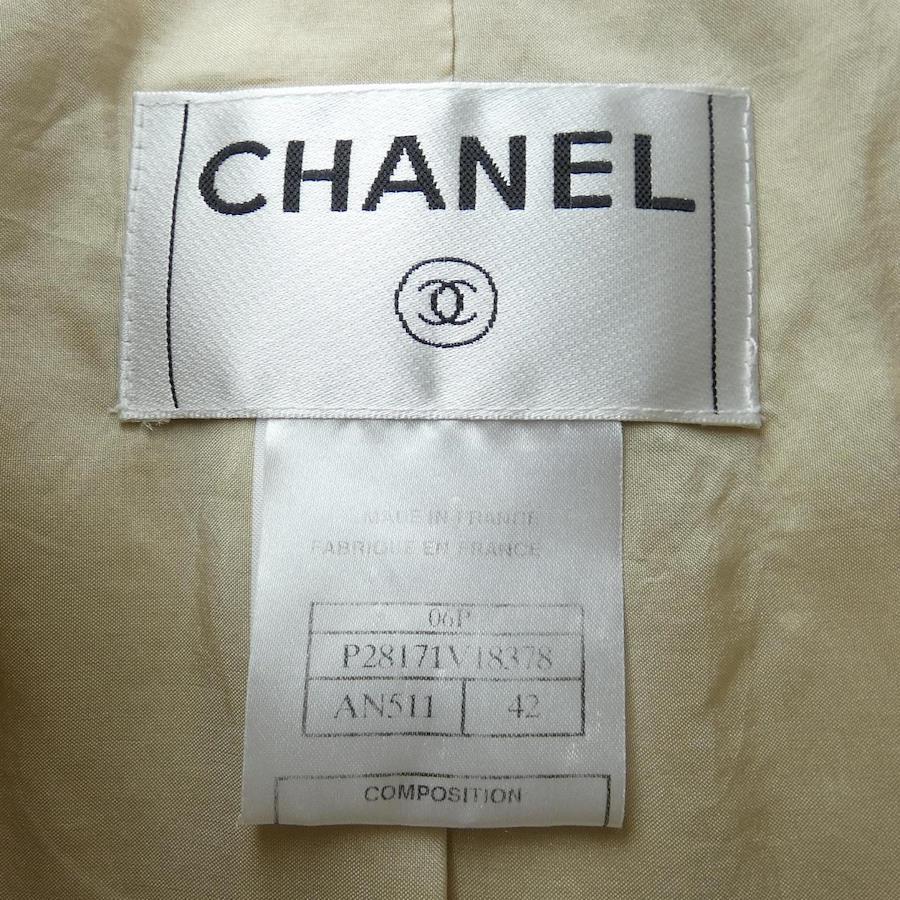 CHANEL
MADE IN FRANCE
FABRIQUE EN FRANCE
06P
P28171V18378
AN511 42
COMPOSITION